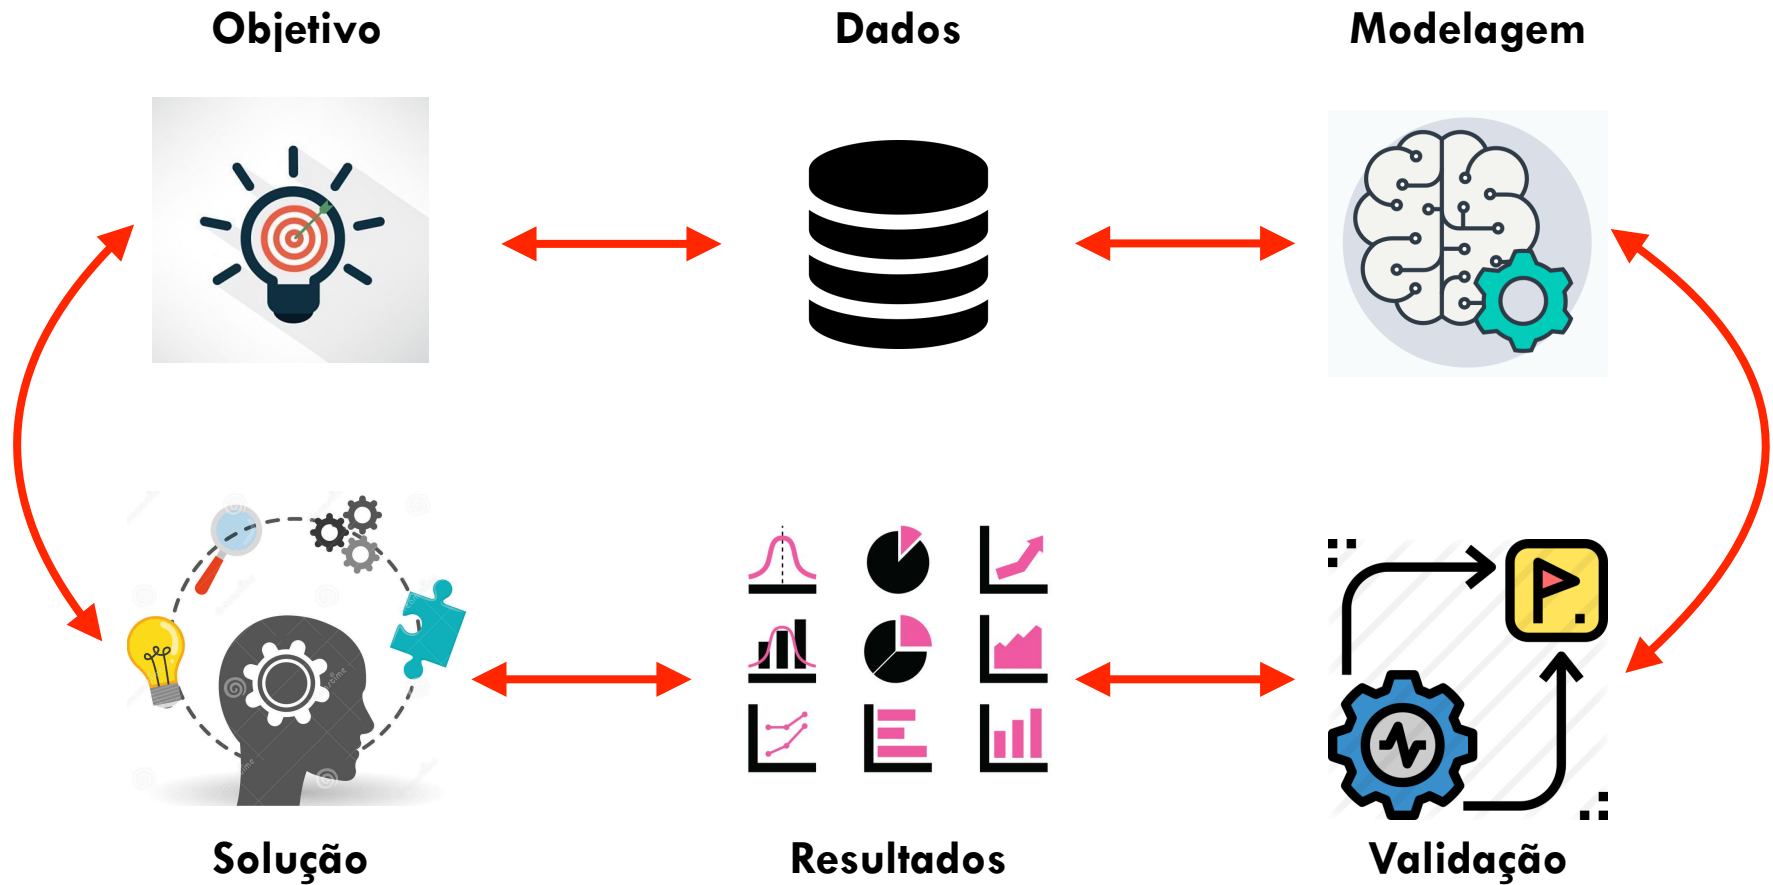 Objetivo
Dados
Modelagem
Solução
Resultados
Validação